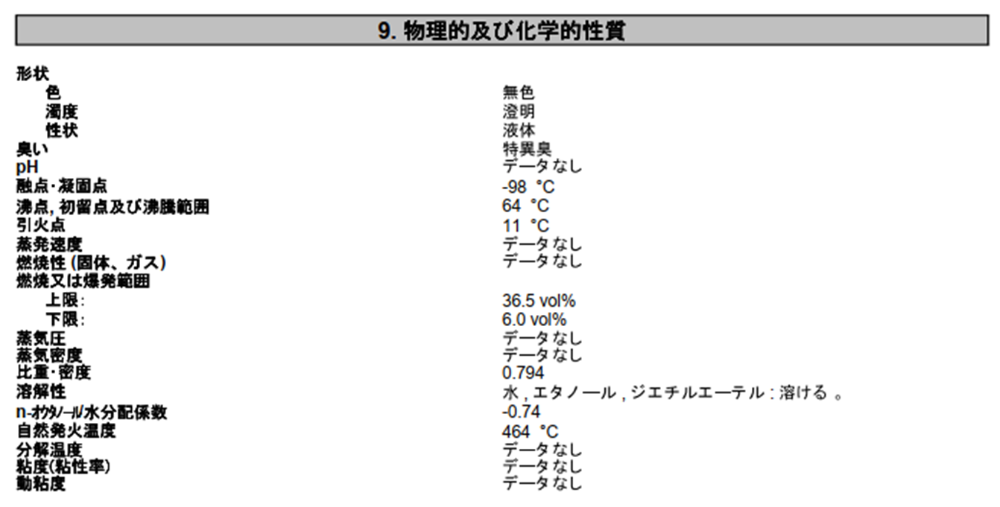 9. 物理的及び化学的性質
形状
色 無色
濁度 澄明
性状 液体
臭い 特異臭
pH データなし
融点・凝固点 -98 °C
沸点, 初留点及び沸騰範囲 64 °C
引火点 11 °C
蒸発速度 データなし
燃焼性 (固体、ガス) データなし
燃焼又は爆発範囲
上限: 36.5 vol%
下限: 6.0 vol%
蒸気圧 データなし
蒸気密度 データなし
比重・密度 0.794
溶解性 水 , エタノール , ジエチルエーテル : 溶ける 。
n-オクタノール/水分配係数 -0.74
自然発火温度 464 °C
分解温度 データなし
粘度(粘性率) データなし
動粘度 データなし